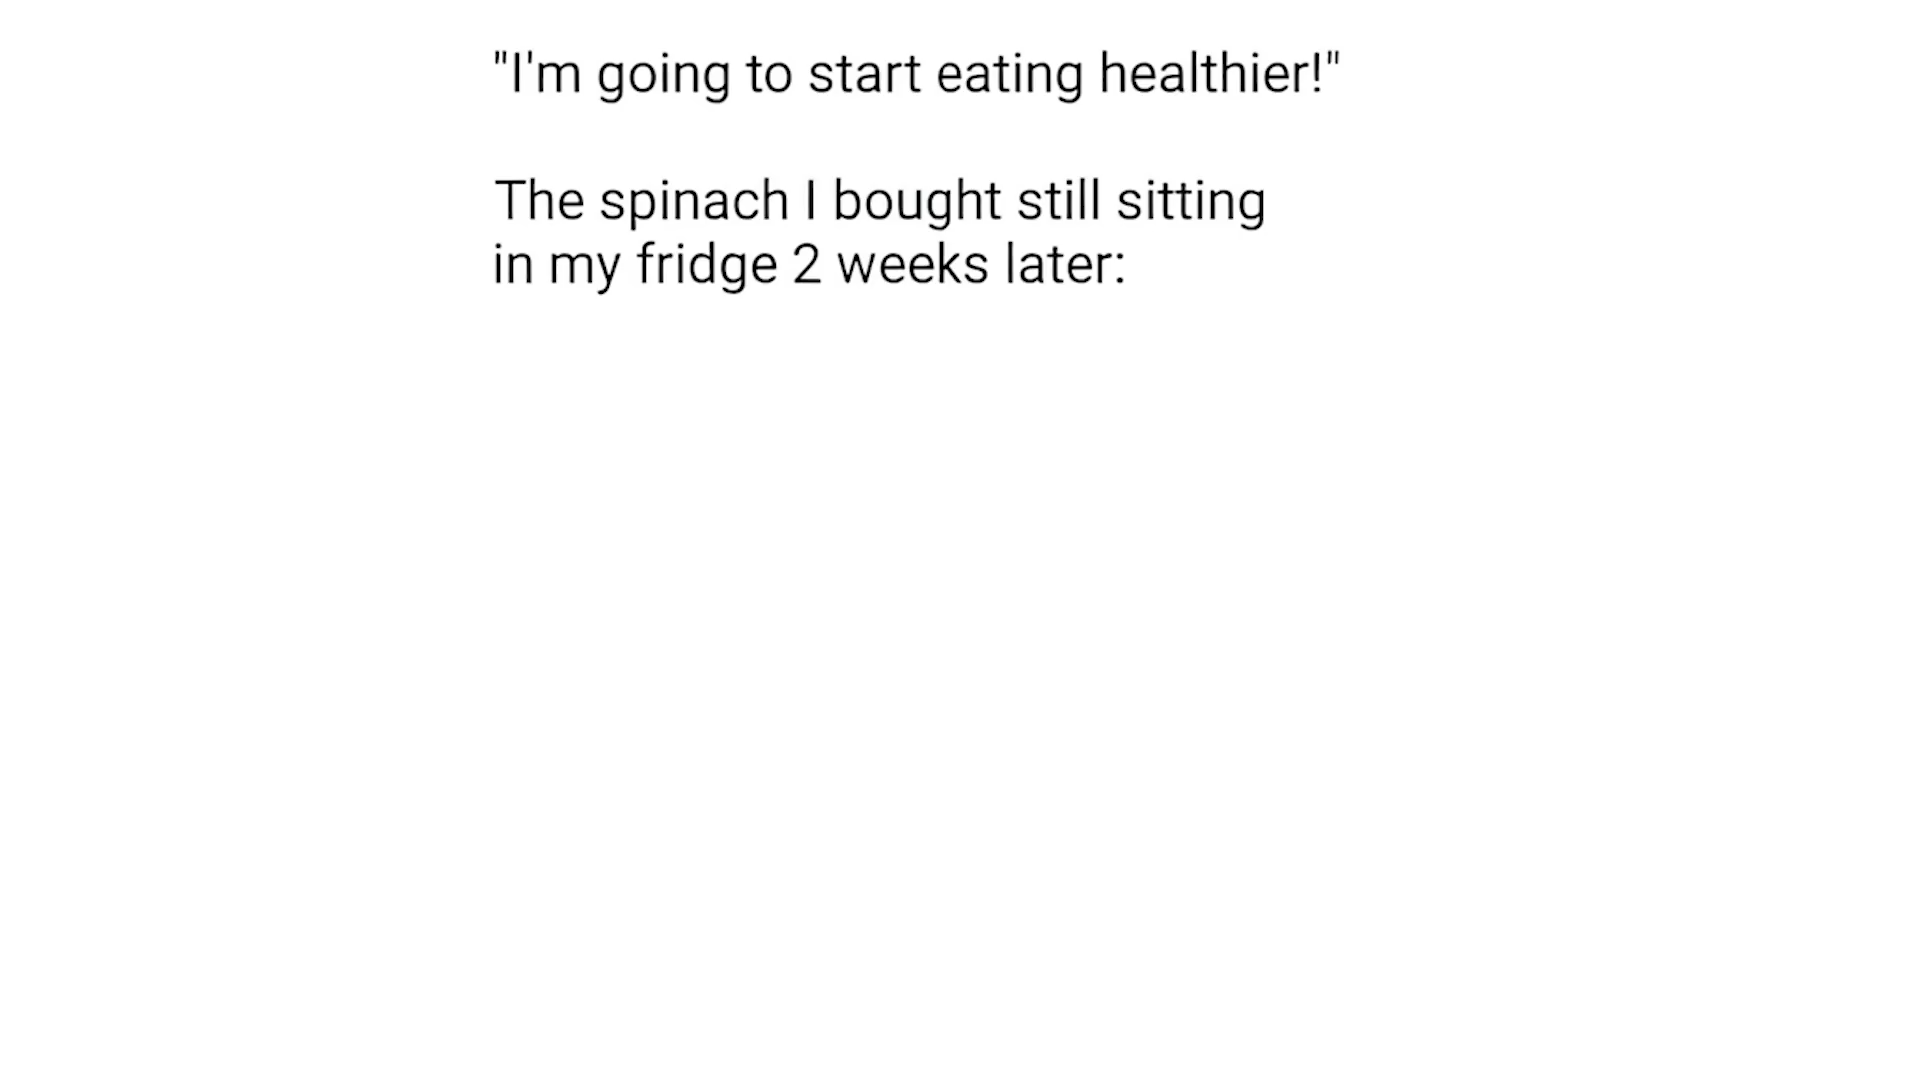 "I'm going to start eating healthier!"
The spinach I bought still sitting
in my fridge 2 weeks later: